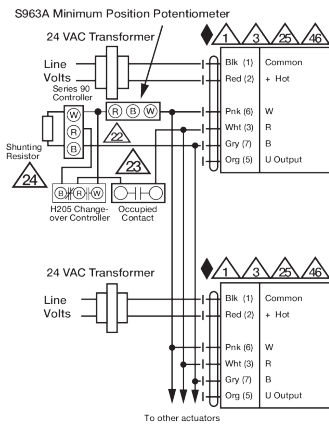 S963A Minimum Position Potentiometer
24 VAC Transformer
1 3 25 46
Line
Volts
Blk (1) Common
Red (2) + Hot
Series 90
Controller
W
R
B
R B W
Pnk (6) W
Wht (3) R
Gry (7) B
Org (5) U Output
22
Shunting
Resistor
24
23
B R W
H205 Change-
over Controller
Occupied
Contact
24 VAC Transformer
1 3 25 46
Line
Volts
Blk (1) Common
Red (2) + Hot
Pnk (6) W
Wht (3) R
Gry (7) B
Org (5) U Output
To other actuators